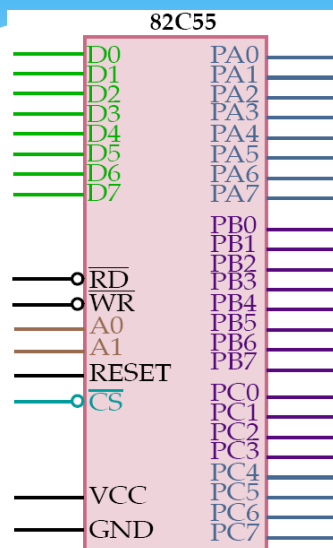 82C55
D0
D1
D2
D3
D4
D5
D6
D7
RD
WR
A0
A1
RESET
CS
VCC
GND
PA0
PA1
PA2
PA3
PA4
PA5
PA6
PA7
PB0
PB1
PB2
PB3
PB4
PB5
PB6
PB7
PC0
PC1
PC2
PC3
PC4
PC5
PC6
PC7